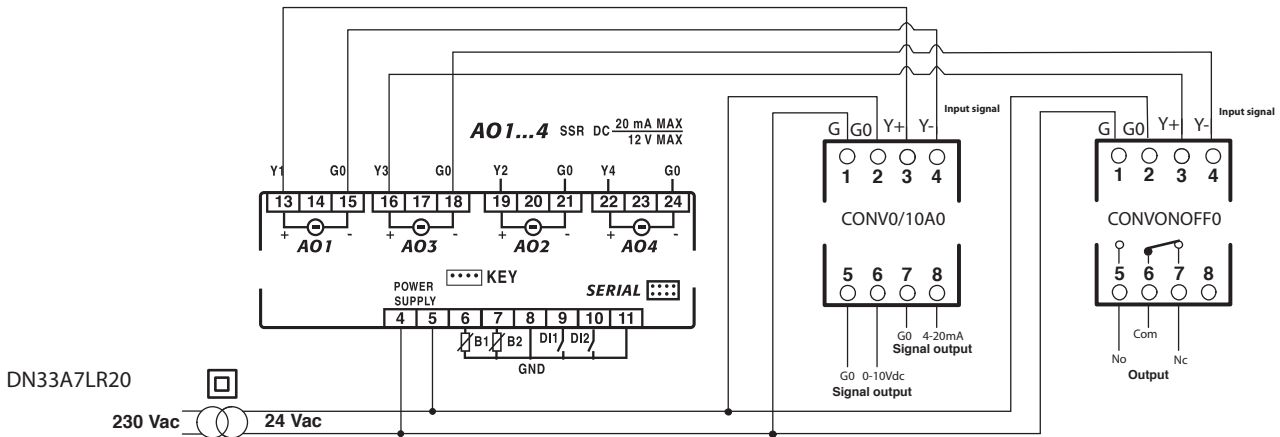 Input signal
Input signal
G G0 Y+ Y-
G G0 Y+ Y-
AO1...4 SSR DC 20 mA MAX
12 V MAX
Y1 G0 Y3 G0 Y2 G0 Y4 G0
1 2 3 4
1 2 3 4
13 14 15 16 17 18 19 20 21 22 23 24
CONV0/10A0
CONVONOFF0
+ - + - + - + -
AO1 AO3 AO2 AO4
KEY
5 6 7 8
5 6 7 8
POWER
SUPPLY
SERIAL
4 5 6 7 8 9 10 11
B1 B2 DI1 DI2
GND
G0 4-20mA
Signal output
Com
No Nc
Output
G0 0-10Vdc
Signal output
DN33A7LR20
230 Vac 24 Vac